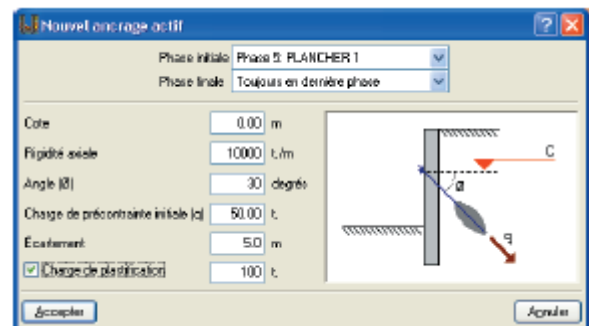 Nouvel ancrage actif
Phase initiale Phase 5: PLANCHER 1
Phase finale Toujours en dernière phase
Cote 0.00 m
Rigidité axiale 10000 t./m
Angle (Ø) 30 degrés
Charge de précontrainte initiale (q) 50.00 t.
Écartement 5.0 m
Charge de plastification 100 t.
C
Ø
q
Accepter
Annuler